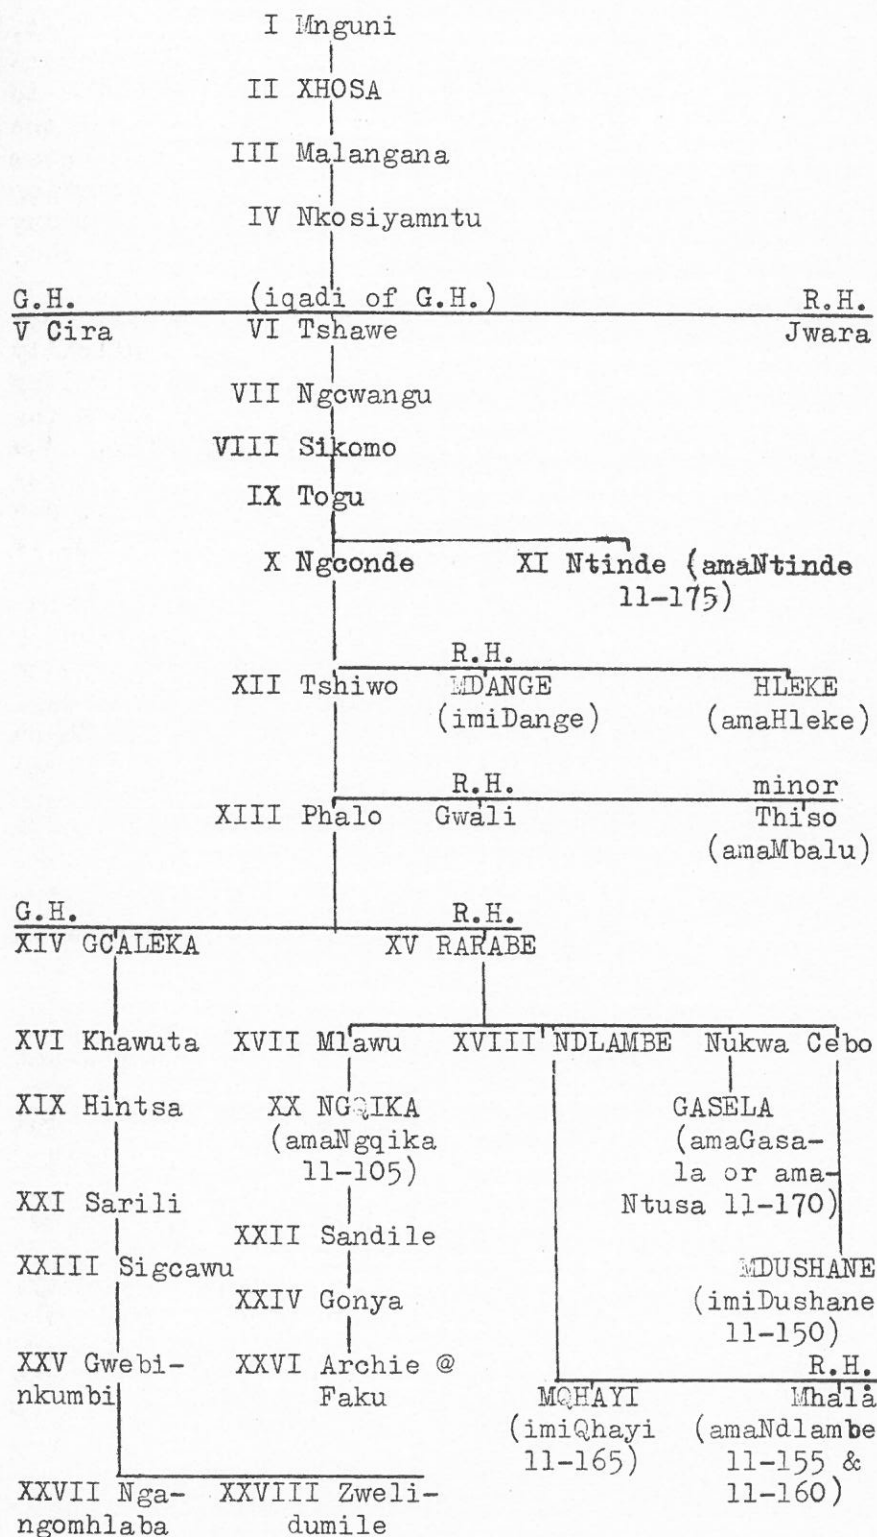 I Mnguni
II XHOSA
III Malangana
IV Nkosiyamntu
G.H. (iqadi of G.H.) R.H.
V Cira VI Tshawe Jwara
VII Ngcwangu
VIII Sikomo
IX Togu
X Ngconde XI Ntinde (amaNtinde
11-175)
R.H.
XII Tshiwo MDANGE HLEKE
(imiDange) (amaHleke)
R.H. minor
XIII Phalo Gwali Thiso
(amaMbalu)
G.H. R.H.
XIV GCALEKA XV RARABE
XVI Khawuta XVII Mlawu XVIII NDLAMBE Nukwa Cebo
XIX Hintsa XX NGQIKA GASELA
(amaNgqika (amaGasa-
11-105) la or ama-
XXI Sarili Ntusa 11-170)
XXII Sandile
XXIII Sigcawu MDUSHANE
XXIV Gonya (imiDushane
11-150)
XXV Gwebi- XXVI Archie @ R.H.
nkumbi Faku MQHAYI Mhala
(imiQhayi (amaNdlambe
11-165) 11-155 &
XXVII Nga- XXVIII Zweli- 11-160)
ngomhlaba dumile